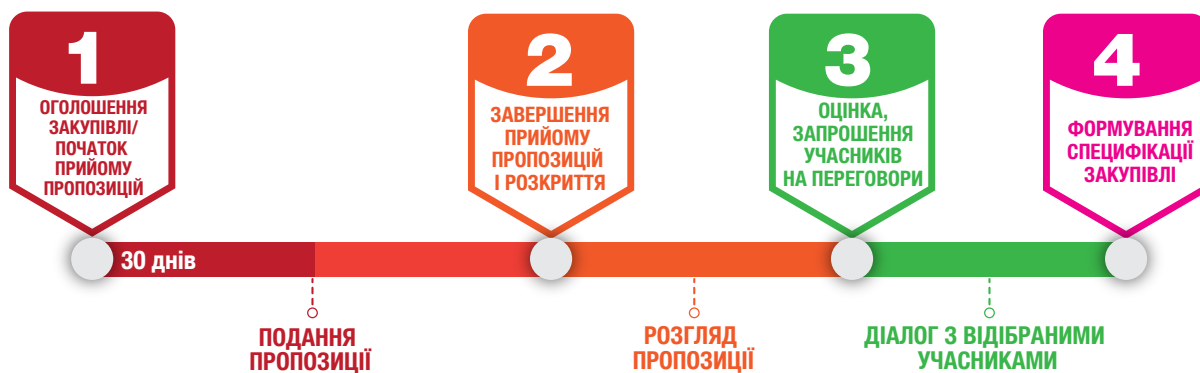 1
ОГОЛОШЕННЯ
ЗАКУПІВЛІ/
ПОЧАТОК
ПРИЙОМУ
ПРОПОЗИЦІЙ
2
ЗАВЕРШЕННЯ
ПРИЙОМУ
ПРОПОЗИЦІЙ
І РОЗКРИТТЯ
3
ОЦІНКА,
ЗАПРОШЕННЯ
УЧАСНИКІВ
НА ПЕРЕГОВОРИ
4
ФОРМУВАННЯ
СПЕЦИФІКАЦІЇ
ЗАКУПІВЛІ
30 днів
ПОДАННЯ
ПРОПОЗИЦІЇ
РОЗГЛЯД
ПРОПОЗИЦІЇ
ДІАЛОГ З ВІДІБРАНИМИ
УЧАСНИКАМИ